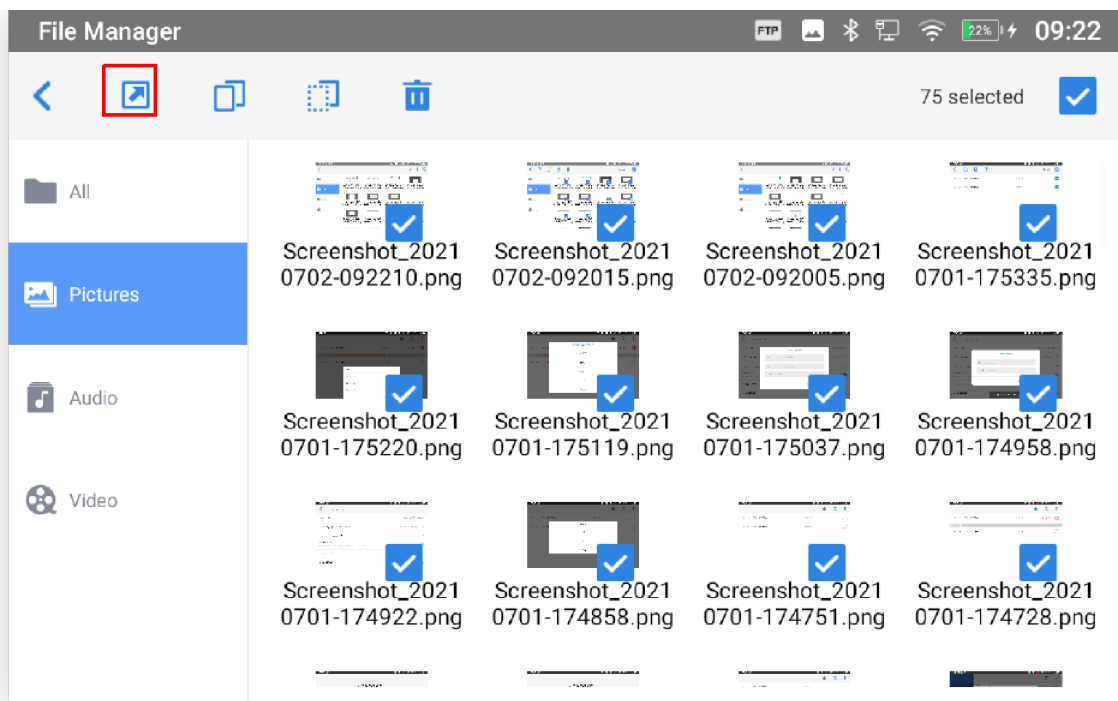 File Manager
FTP 22% 09:22
75 selected
All
Pictures
Audio
Video
Screenshot_2021
0702-092210.png
Screenshot_2021
0702-092015.png
Screenshot_2021
0702-092005.png
Screenshot_2021
0701-175335.png
Screenshot_2021
0701-175220.png
Screenshot_2021
0701-175119.png
Screenshot_2021
0701-175037.png
Screenshot_2021
0701-174958.png
Screenshot_2021
0701-174922.png
Screenshot_2021
0701-174858.png
Screenshot_2021
0701-174751.png
Screenshot_2021
0701-174728.png